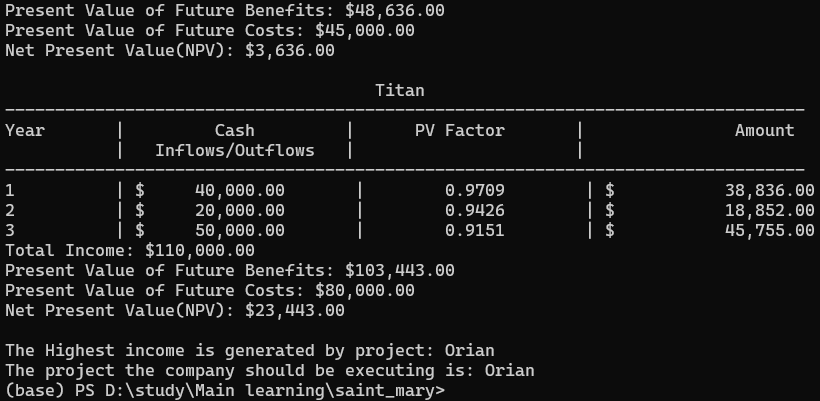 Present Value of Future Benefits: $48,636.00
Present Value of Future Costs: $45,000.00
Net Present Value(NPV): $3,636.00
Titan
--------------------------------------------------------------------------------
Year          |         Cash           |      PV Factor       |               Amount
              |   Inflows/Outflows   |                      |
--------------------------------------------------------------------------------
1          | $     40,000.00       |        0.9709        | $           38,836.00
2          | $     20,000.00       |        0.9426        | $           18,852.00
3          | $     50,000.00       |        0.9151        | $           45,755.00
Total Income: $110,000.00
Present Value of Future Benefits: $103,443.00
Present Value of Future Costs: $80,000.00
Net Present Value(NPV): $23,443.00
The Highest income is generated by project: Orian
The project the company should be executing is: Orian
(base) PS D:\study\Main learning\saint_mary>